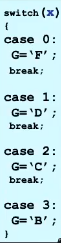 switch(x)
{
case 0:
G='F';
break;
case 1:
G='D';
break;
case 2:
G='C';
break;
case 3:
G='B';
}